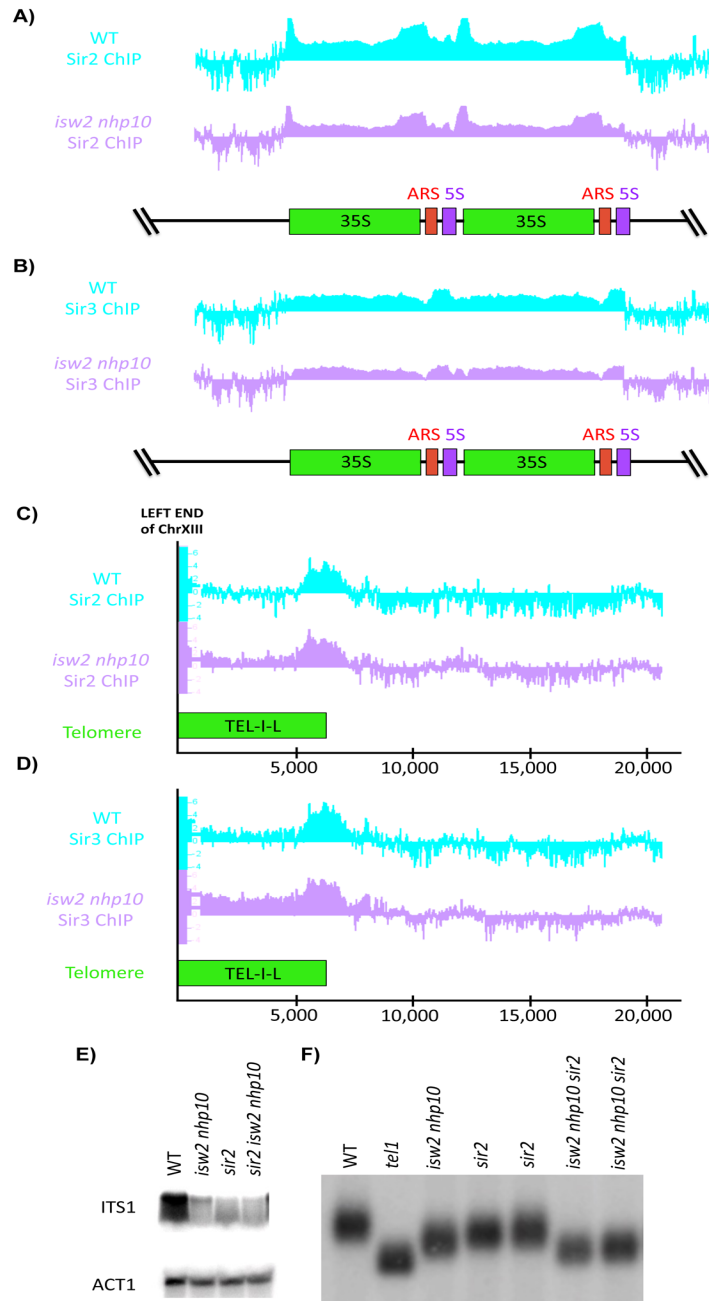 A)
WT
Sir2 ChIP
isw2 nhp10
Sir2 ChIP
ARS 5S ARS 5S
35S 35S
B)
WT
Sir3 ChIP
isw2 nhp10
Sir3 ChIP
ARS 5S ARS 5S
35S 35S
C)
LEFT END
of ChrXIII
WT
Sir2 ChIP
isw2 nhp10
Sir2 ChIP
Telomere
TEL-I-L
5,000 10,000 15,000 20,000
D)
WT
Sir3 ChIP
isw2 nhp10
Sir3 ChIP
Telomere
TEL-I-L
5,000 10,000 15,000 20,000
E)
WT
isw2 nhp10
sir2
sir2 isw2 nhp10
ITS1
ACT1
F)
WT
tel1
isw2 nhp10
sir2
sir2
isw2 nhp10 sir2
isw2 nhp10 sir2